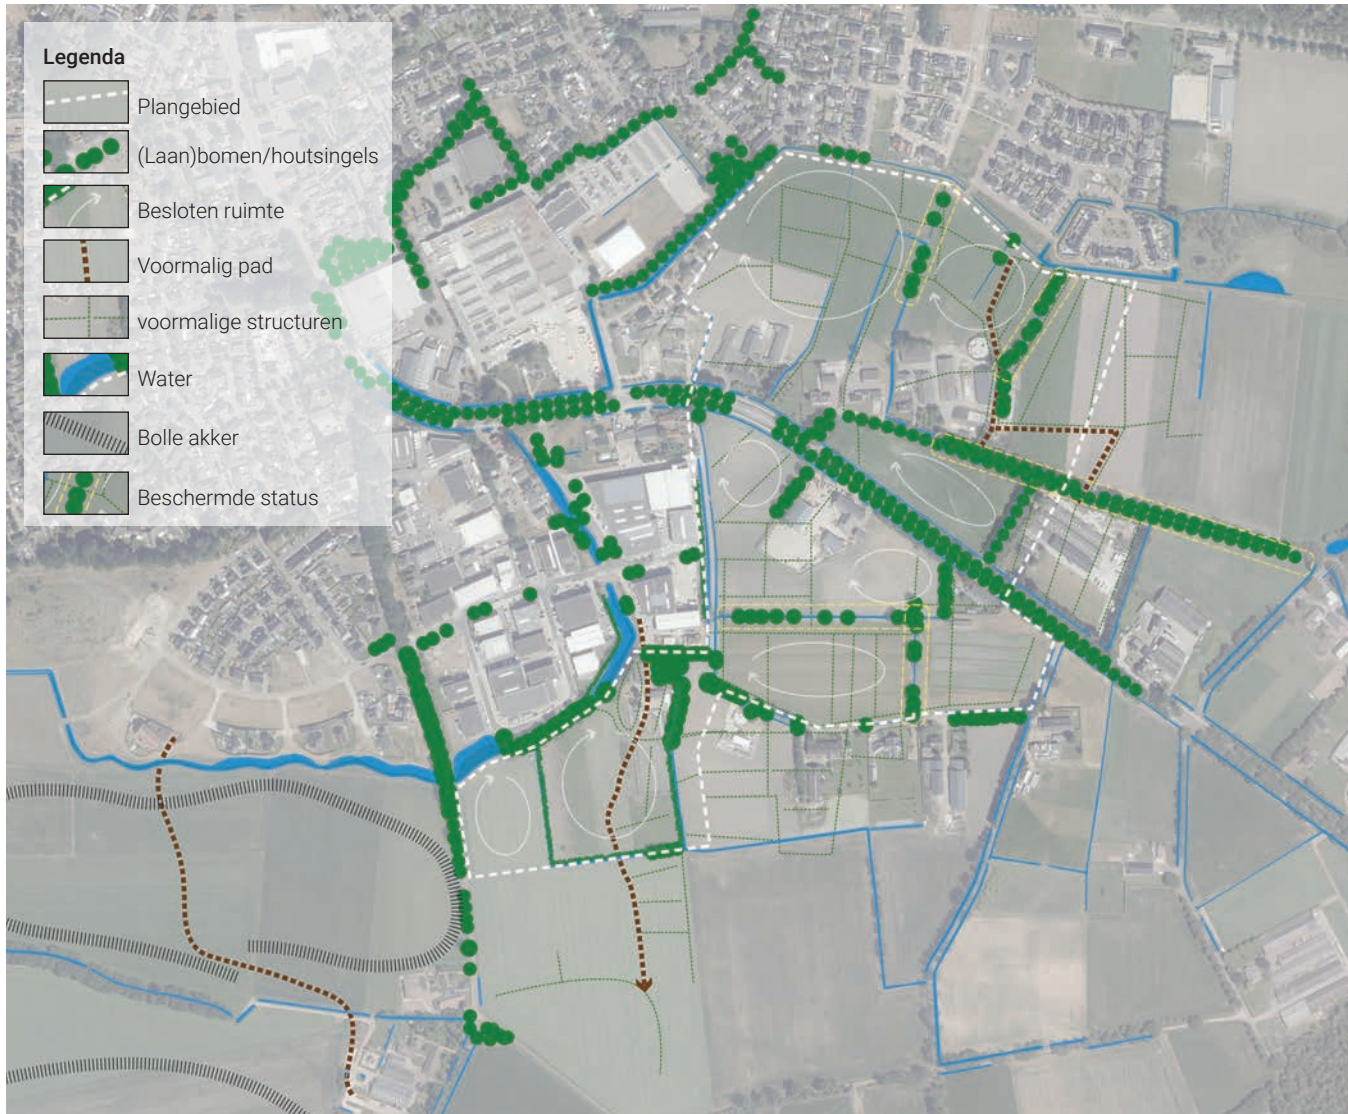 Legenda
Plangebied
(Laan)bomen/houtsingels
Besloten ruimte
Voormalig pad
voormalige structuren
Water
Bolle akker
Beschermde status